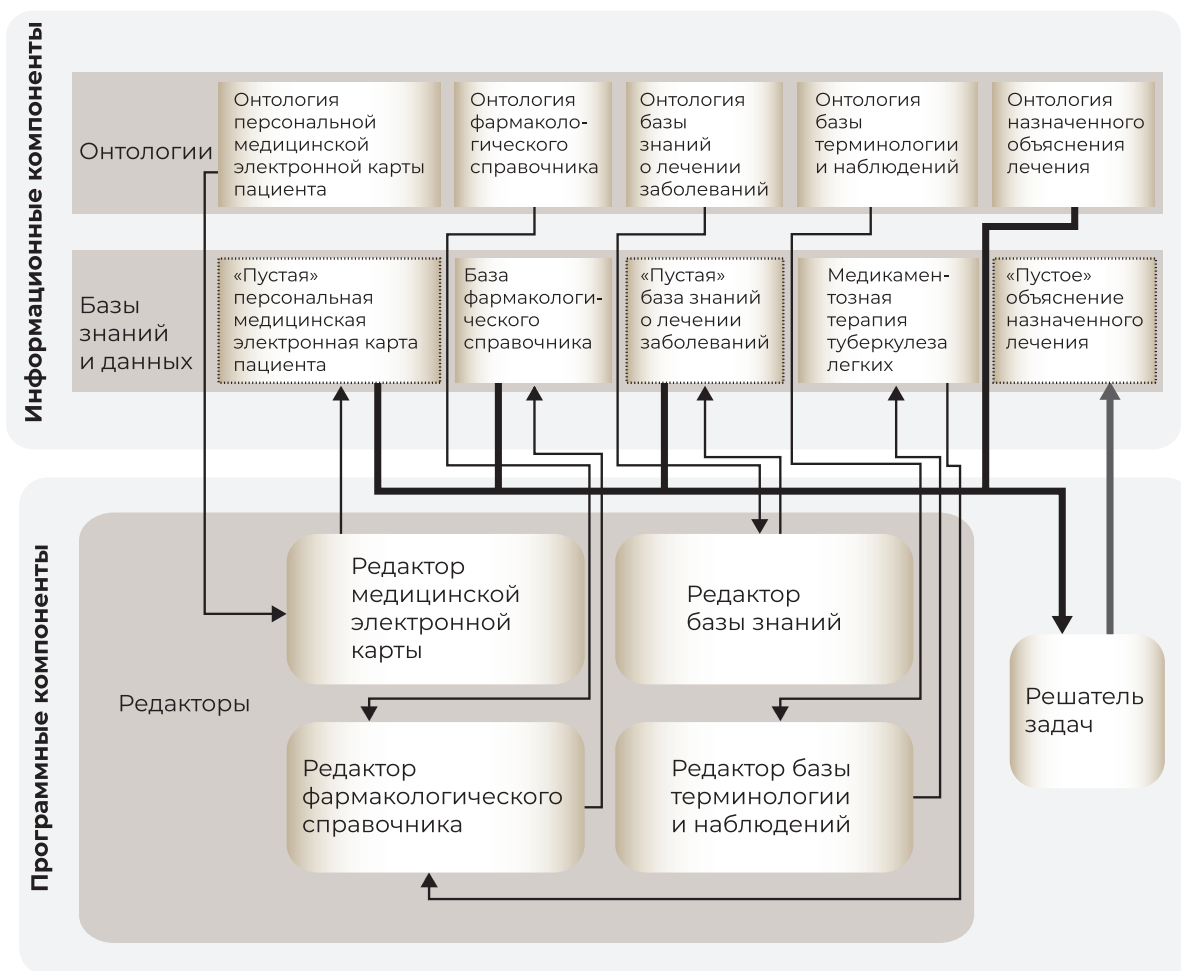 Информационные компоненты
Онтологии
Онтология
персональной
медицинской
электронной карты
пациента
Онтология
фармаколо-
гического
справочника
Онтология
базы
знаний
о лечении
заболеваний
Онтология
базы
терминологии
и наблюдений
Онтология
назначенного
объяснения
лечения
Базы
знаний
и данных
«Пустая»
персональная
медицинская
электронная карта
пациента
База
фармакологи-
ческого
справочника
«Пустая»
база знаний
о лечении
заболеваний
Медикамен-
тозная
терапия
туберкулеза
легких
«Пустое»
объяснение
назначенного
лечения
Программные компоненты
Редакторы
Редактор
медицинской
электронной
карты
Редактор
базы знаний
Редактор
фармакологического
справочника
Редактор базы
терминологии
и наблюдений
Решатель
задач